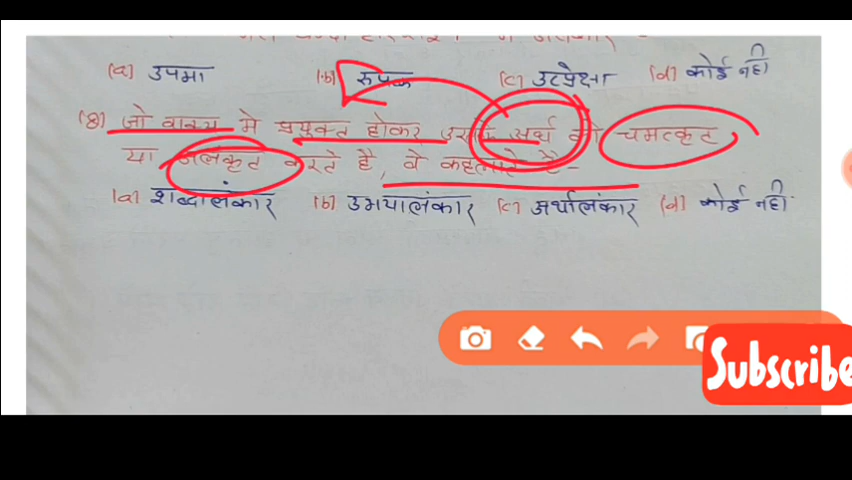 (a) उपमा (b) रूपक (c) उत्प्रेक्षा (d) कोई नही
(8) जो वाक्य मे प्रयुक्त होकर उसके अर्थ को चमत्कृत
या अलंकृत करते है, वे कहलाते है-
(a) शब्दालंकार (b) उभयालंकार (c) अर्थालंकार (d) कोई नही
Subscribe